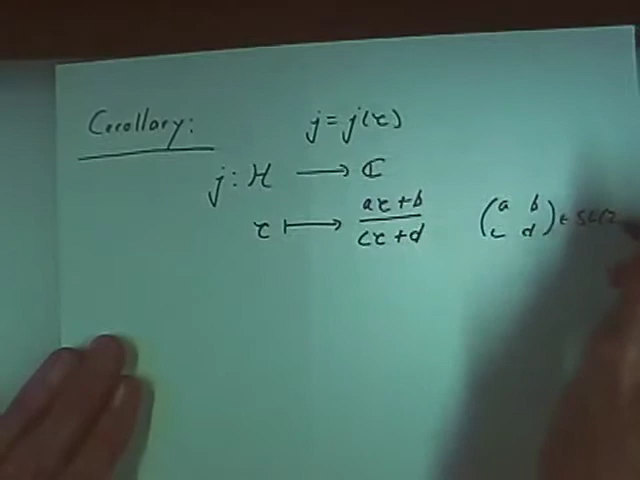 Corollary:
j = j(τ)
j : H ⟶ ℂ
τ ⟼ (aτ+b)/(cτ+d) (a b; c d) ∈ SL(2